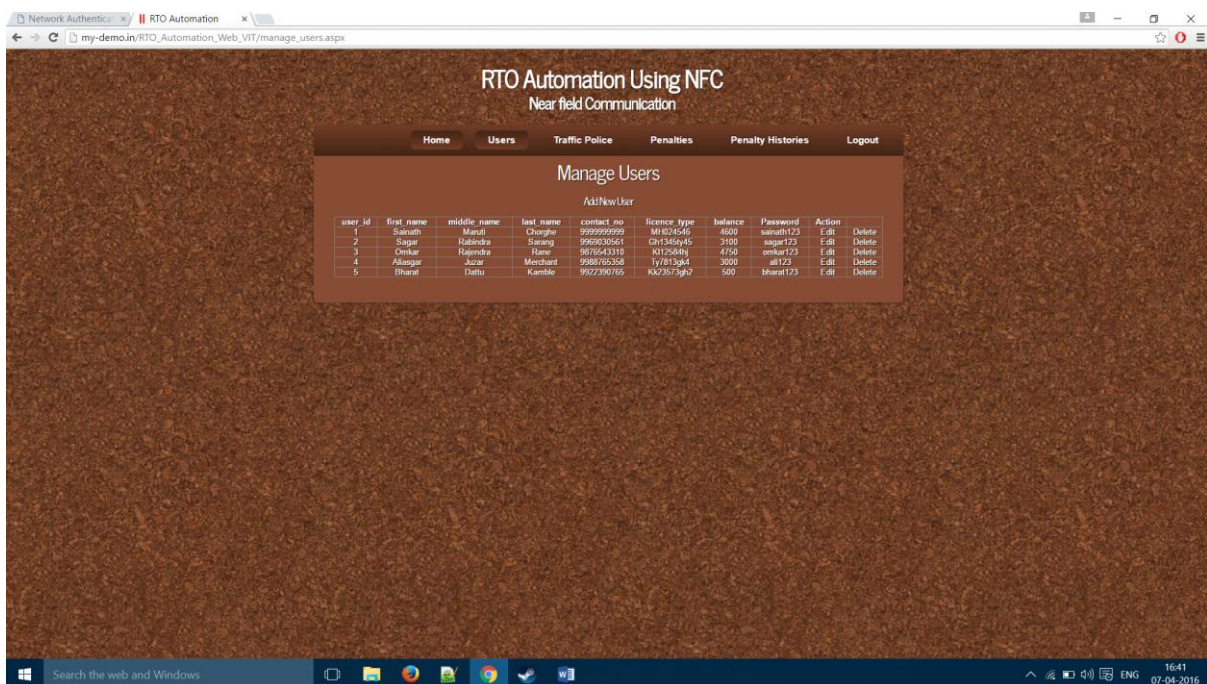 Network Authentica
RTO Automation
my-demo.in/RTO_Automation_Web_VIT/manage_users.aspx
RTO Automation Using NFC
Near field Communication
Home Users Traffic Police Penalties Penalty Histories Logout
Manage Users
Add New User
user_id first_name middle_name last_name contact_no licence_type balance Password Action
1 Sainath Maruti Chorghe 9999999999 MH024546 4600 sainath123 Edit Delete
2 Sagar Rabindra Sarang 9969030561 Gh1345ty45 3100 sagar123 Edit Delete
3 Omkar Rajendra Rane 9876543310 Kl12584hj 4750 omkar123 Edit Delete
4 Aliasgar Juzar Merchant 9988765358 Ty7813gk4 3000 ali123 Edit Delete
5 Bharat Dattu Kamble 9922390765 Kk23573gh2 500 bharat123 Edit Delete
Search the web and Windows
ENG
16:41
07-04-2016